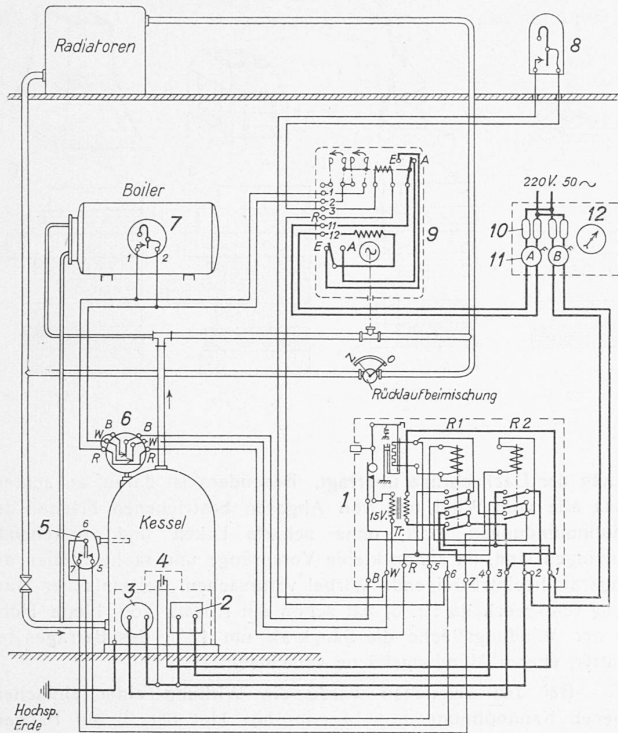 Radiatoren
8
Boiler
7
1 2
E A
1
2
3
R
11
12
E A
9
220V. 50~
10
11
12
A B
Z 0
Rücklaufbeimischung
6
B B
W W
R R
Kessel
5
6
7 5
4
3
2
Hochsp.
Erde
R1 R2
1
15V
Tr.
B W R 5 6 7 4 3 2 1